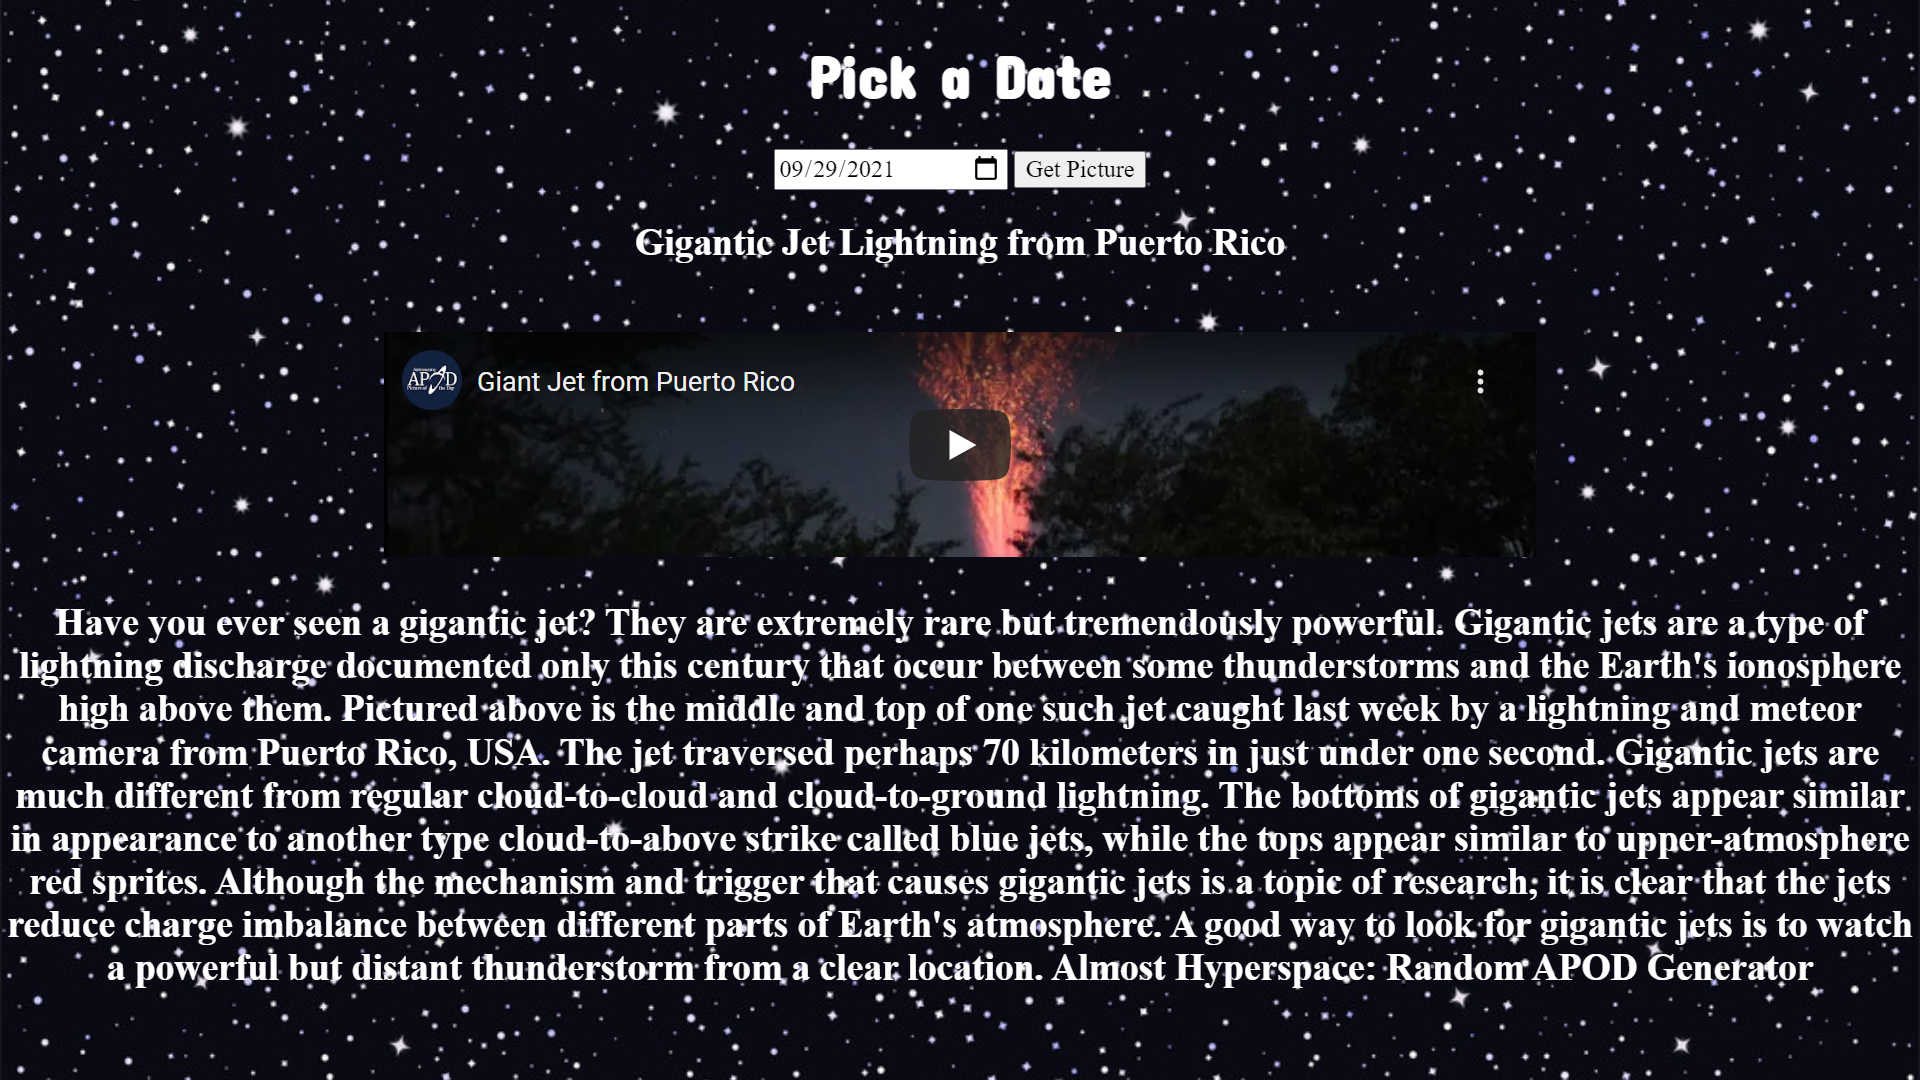 Pick a Date
09/29/2021 Get Picture
Gigantic Jet Lightning from Puerto Rico
Astronomy
APOD
Picture of the Day
Giant Jet from Puerto Rico
Have you ever seen a gigantic jet? They are extremely rare but tremendously powerful. Gigantic jets are a type of
lightning discharge documented only this century that occur between some thunderstorms and the Earth's ionosphere
high above them. Pictured above is the middle and top of one such jet caught last week by a lightning and meteor
camera from Puerto Rico, USA. The jet traversed perhaps 70 kilometers in just under one second. Gigantic jets are
much different from regular cloud-to-cloud and cloud-to-ground lightning. The bottoms of gigantic jets appear similar
in appearance to another type cloud-to-above strike called blue jets, while the tops appear similar to upper-atmosphere
red sprites. Although the mechanism and trigger that causes gigantic jets is a topic of research, it is clear that the jets
reduce charge imbalance between different parts of Earth's atmosphere. A good way to look for gigantic jets is to watch
a powerful but distant thunderstorm from a clear location. Almost Hyperspace: Random APOD Generator